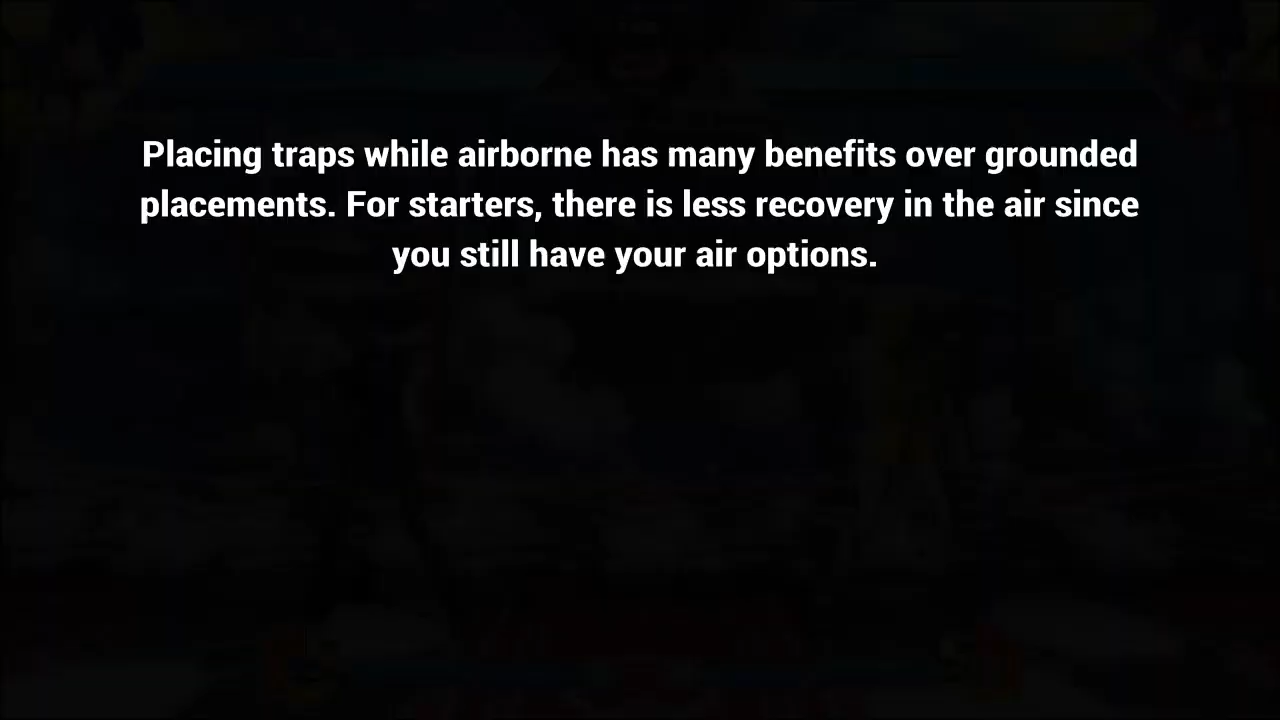 Placing traps while airborne has many benefits over grounded
placements. For starters, there is less recovery in the air since
you still have your air options.